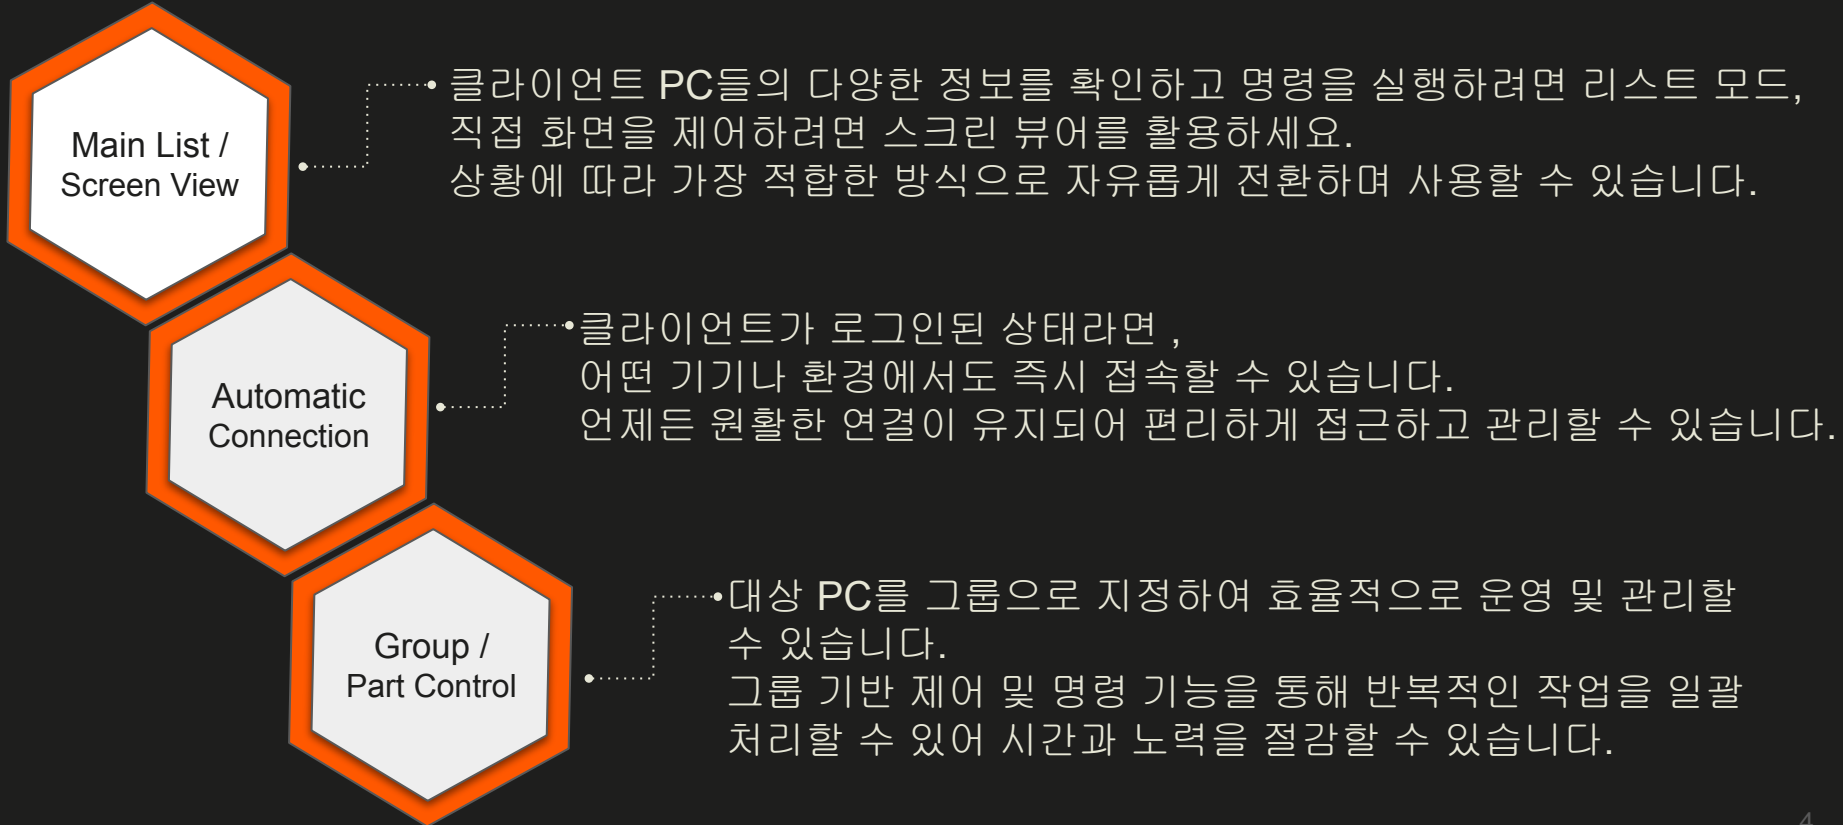 Main List /
Screen View
클라이언트 PC들의 다양한 정보를 확인하고 명령을 실행하려면 리스트 모드,
직접 화면을 제어하려면 스크린 뷰어를 활용하세요.
상황에 따라 가장 적합한 방식으로 자유롭게 전환하며 사용할 수 있습니다.
Automatic
Connection
클라이언트가 로그인된 상태라면 ,
어떤 기기나 환경에서도 즉시 접속할 수 있습니다.
언제든 원활한 연결이 유지되어 편리하게 접근하고 관리할 수 있습니다.
Group /
Part Control
대상 PC를 그룹으로 지정하여 효율적으로 운영 및 관리할
수 있습니다.
그룹 기반 제어 및 명령 기능을 통해 반복적인 작업을 일괄
처리할 수 있어 시간과 노력을 절감할 수 있습니다.
4